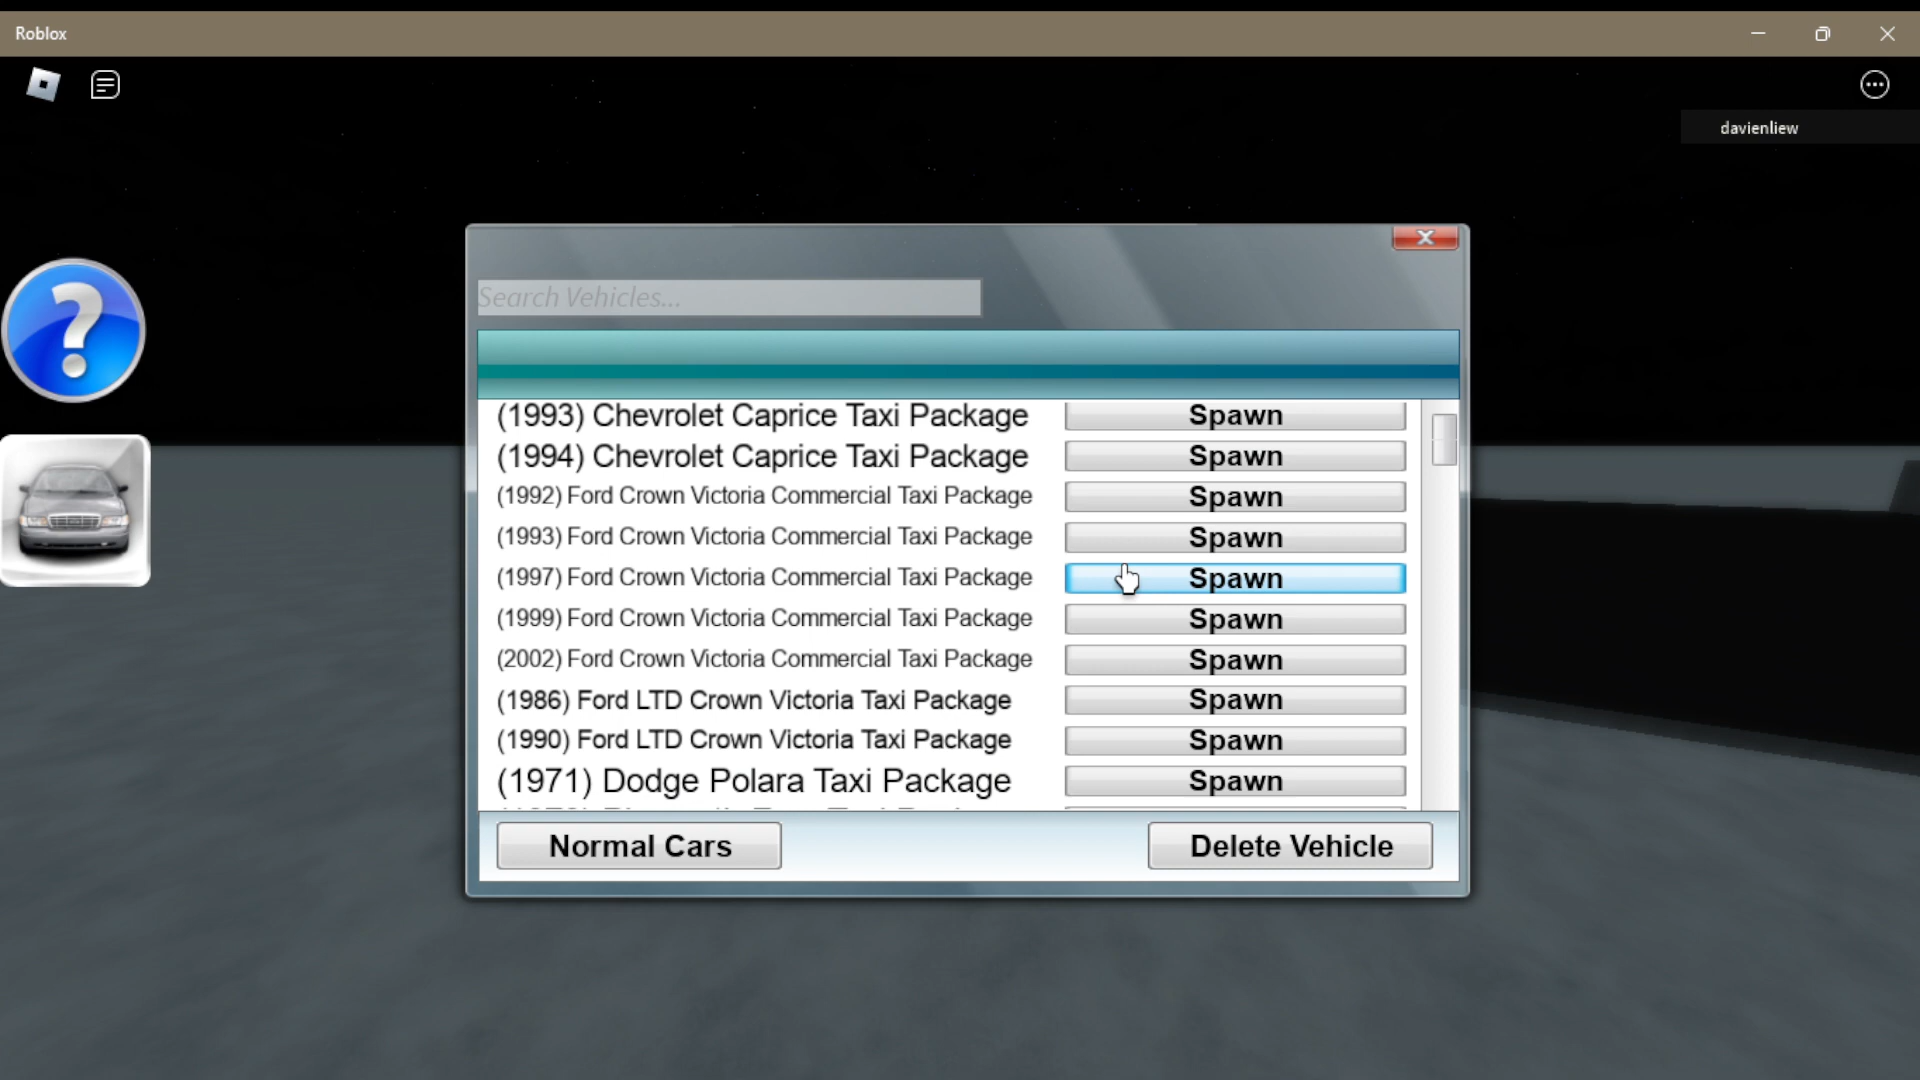 Roblox
davienliew
Search Vehicles...
(1993) Chevrolet Caprice Taxi Package Spawn
(1994) Chevrolet Caprice Taxi Package Spawn
(1992) Ford Crown Victoria Commercial Taxi Package Spawn
(1993) Ford Crown Victoria Commercial Taxi Package Spawn
(1997) Ford Crown Victoria Commercial Taxi Package Spawn
(1999) Ford Crown Victoria Commercial Taxi Package Spawn
(2002) Ford Crown Victoria Commercial Taxi Package Spawn
(1986) Ford LTD Crown Victoria Taxi Package Spawn
(1990) Ford LTD Crown Victoria Taxi Package Spawn
(1971) Dodge Polara Taxi Package Spawn
Normal Cars Delete Vehicle